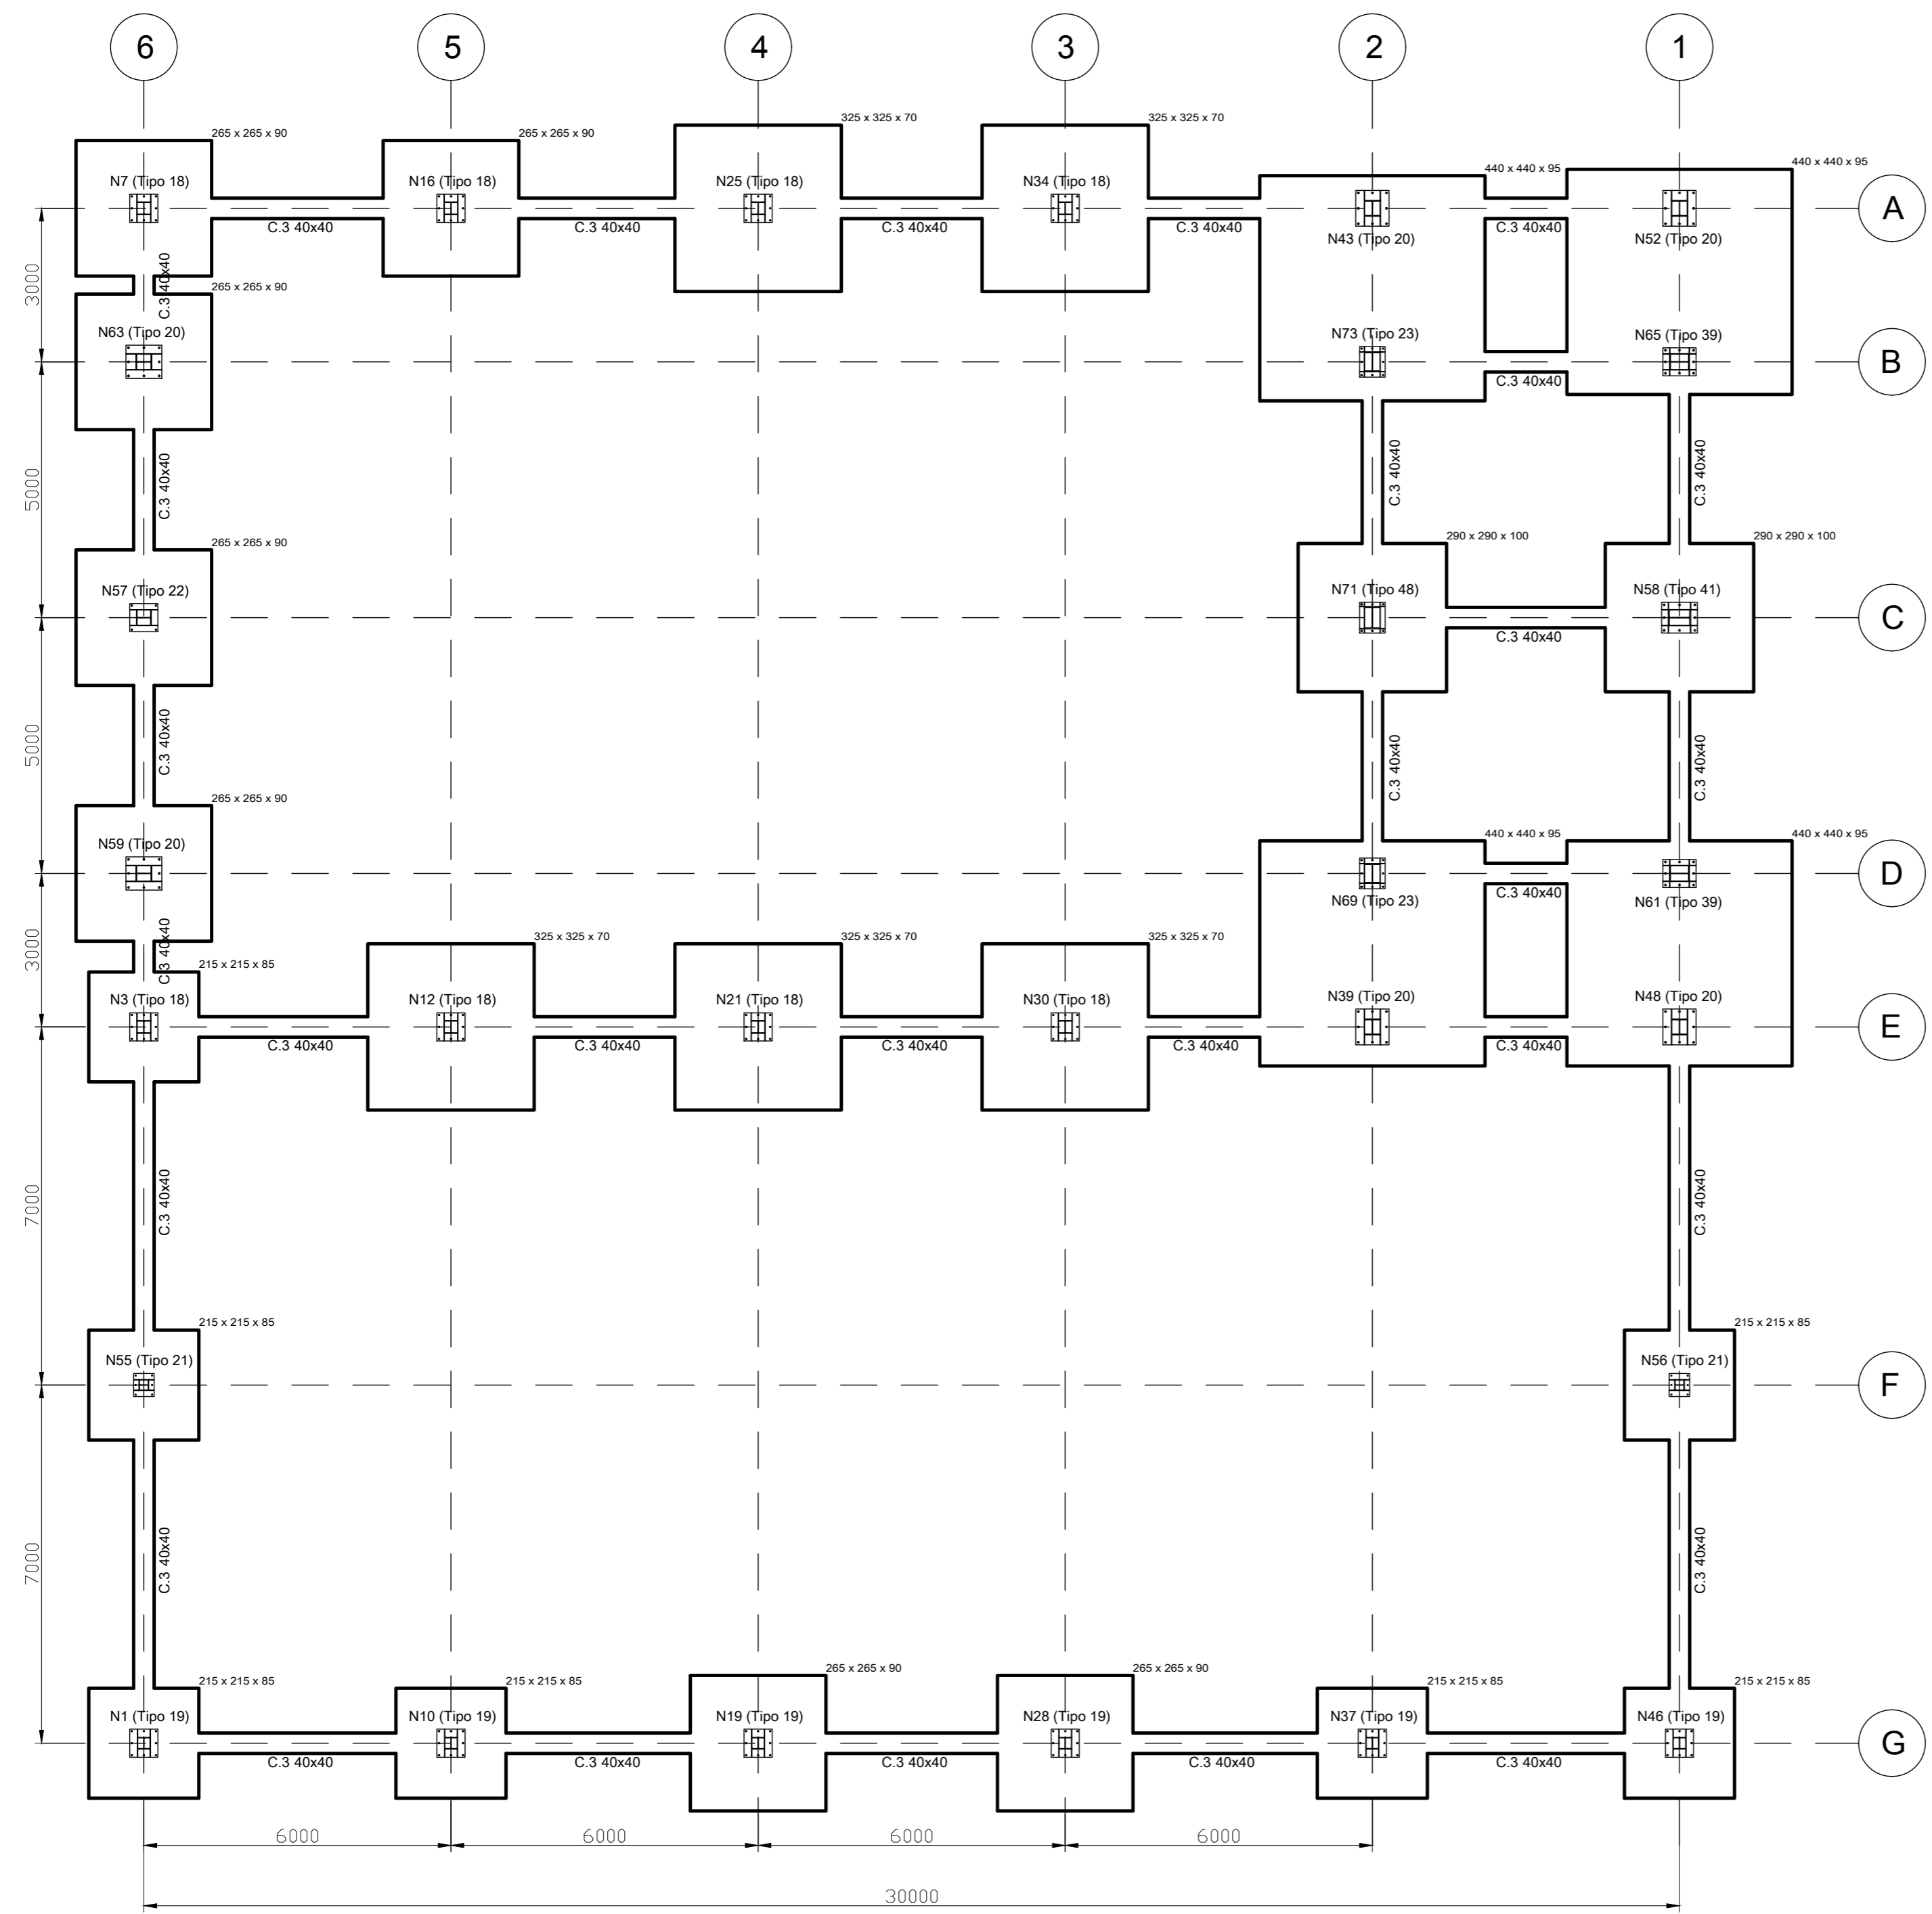 6 5 4 3 2 1
265 x 265 x 90 265 x 265 x 90 325 x 325 x 70 325 x 325 x 70 440 x 440 x 95 440 x 440 x 95
N7 (Tipo 18) N16 (Tipo 18) N25 (Tipo 18) N34 (Tipo 18)
A
C.3 40x40 C.3 40x40 C.3 40x40 C.3 40x40 C.3 40x40
N43 (Tipo 20) N52 (Tipo 20)
3000
C.3 40x40
265 x 265 x 90
N63 (Tipo 20) N73 (Tipo 23) N65 (Tipo 39)
B
C.3 40x40
5000
C.3 40x40 C.3 40x40 C.3 40x40
265 x 265 x 90 290 x 290 x 100 290 x 290 x 100
N57 (Tipo 22) N71 (Tipo 48) N58 (Tipo 41)
C
C.3 40x40
5000
C.3 40x40 C.3 40x40 C.3 40x40
265 x 265 x 90 440 x 440 x 95 440 x 440 x 95
N59 (Tipo 20)
D
C.3 40x40
N69 (Tipo 23) N61 (Tipo 39)
3000
C.3 40x40
215 x 215 x 85 325 x 325 x 70 325 x 325 x 70 325 x 325 x 70
N3 (Tipo 18) N12 (Tipo 18) N21 (Tipo 18) N30 (Tipo 18) N39 (Tipo 20) N48 (Tipo 20)
E
C.3 40x40 C.3 40x40 C.3 40x40 C.3 40x40 C.3 40x40
7000
C.3 40x40 C.3 40x40
215 x 215 x 85 215 x 215 x 85
N55 (Tipo 21) N56 (Tipo 21)
F
7000
C.3 40x40 C.3 40x40
215 x 215 x 85 215 x 215 x 85 265 x 265 x 90 265 x 265 x 90 215 x 215 x 85 215 x 215 x 85
N1 (Tipo 19) N10 (Tipo 19) N19 (Tipo 19) N28 (Tipo 19) N37 (Tipo 19) N46 (Tipo 19)
G
C.3 40x40 C.3 40x40 C.3 40x40 C.3 40x40 C.3 40x40
6000 6000 6000 6000
30000